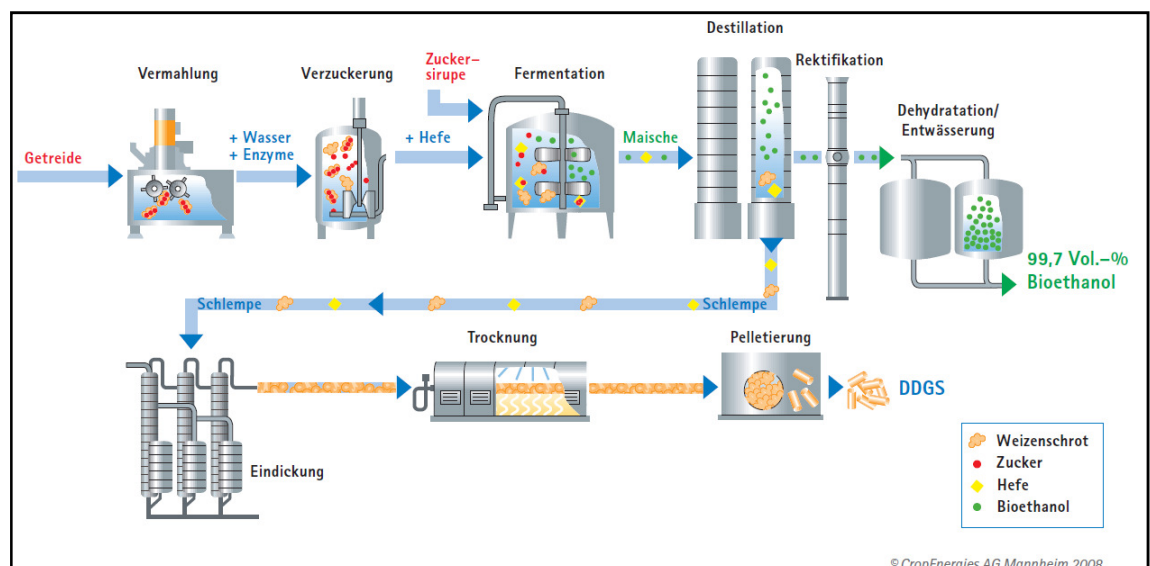 Destillation
Rektifikation
Vermahlung
Verzuckerung
Zucker–
sirupe
Fermentation
Dehydratation/
Entwässerung
Getreide
+ Wasser
+ Enzyme
+ Hefe
Maische
99,7 Vol.–%
Bioethanol
Schlempe
Schlempe
Trocknung
Pelletierung
DDGS
Eindickung
Weizenschrot
Zucker
Hefe
Bioethanol
© CropEnergies AG Mannheim 2008